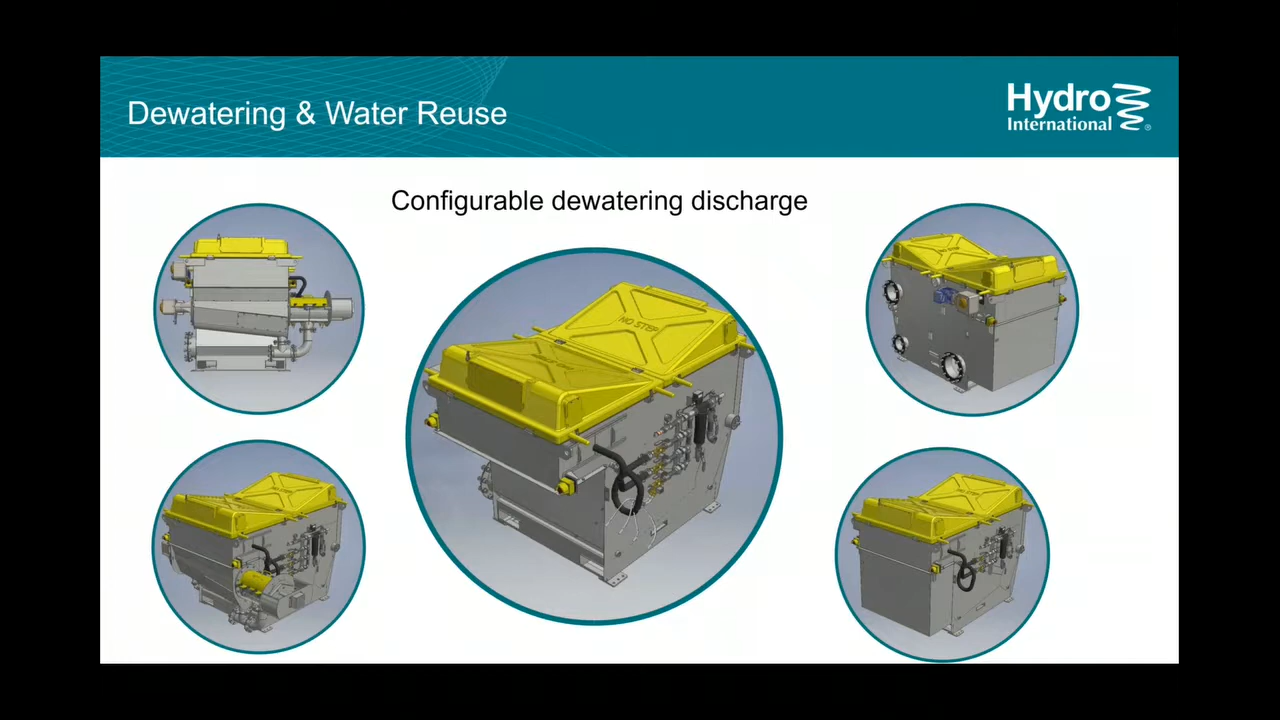 Dewatering & Water Reuse
Hydro
International
®
Configurable dewatering discharge
NO STEP